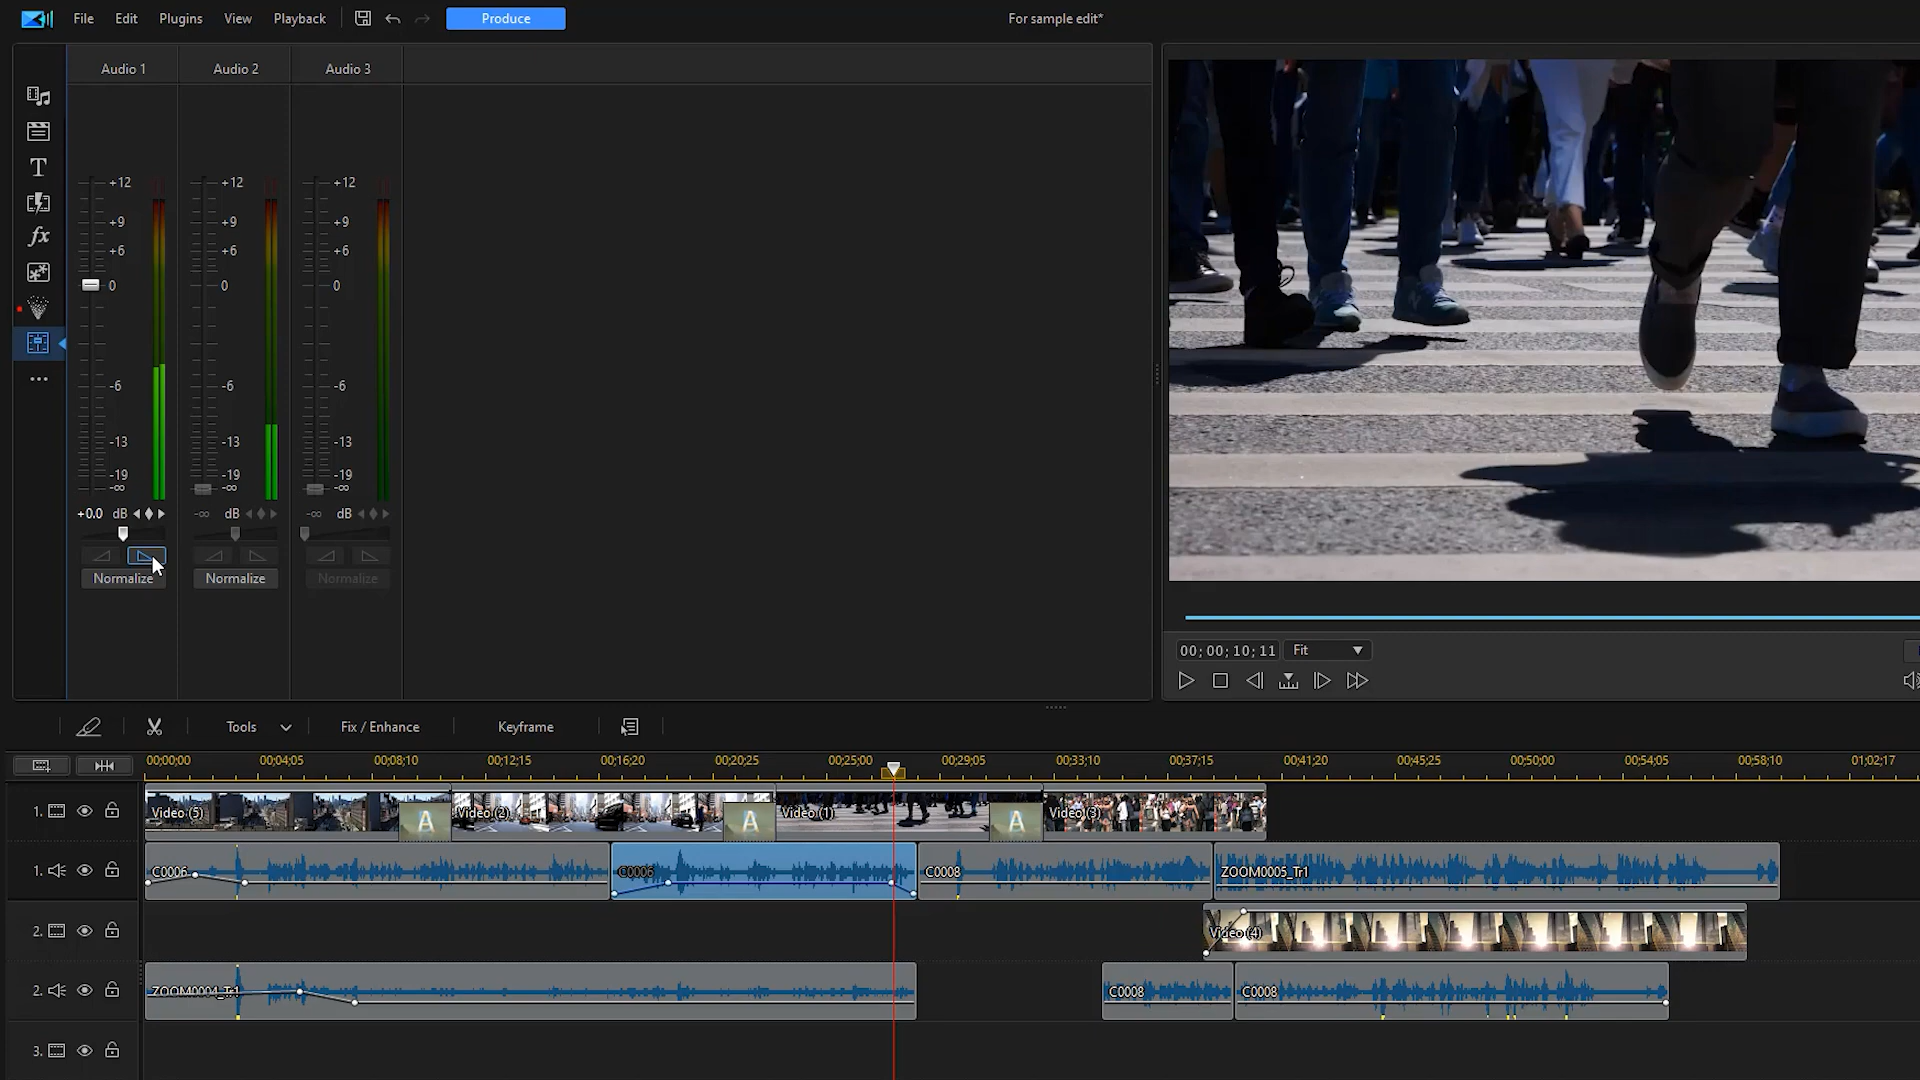 File Edit Plugins View Playback Produce For sample edit*
Audio 1 Audio 2 Audio 3
T
fx
+12 +12 +12
+9 +9 +9
+6 +6 +6
0 0 0
-6 -6 -6
-13 -13 -13
-19 -19 -19
-∞ -∞ -∞
+0.0 dB -∞ dB -∞ dB
Normalize Normalize Normalize
00; 00; 10; 11 Fit
Tools Fix / Enhance Keyframe
00;00;00 00;04;05 00;08;10 00;12;15 00;16;20 00;20;25 00;25;00 00;29;05 00;33;10 00;37;15 00;41;20 00;45;25 00;50;00 00;54;05 00;58;10 01;02;17
1. Video (5) A Video (2) A Video (1) A Video (3)
1. C0006 C0006 C0008 ZOOM0005_Tr1
2. Video (4)
2. ZOOM0004_Tr1 C0008 C0008
3.